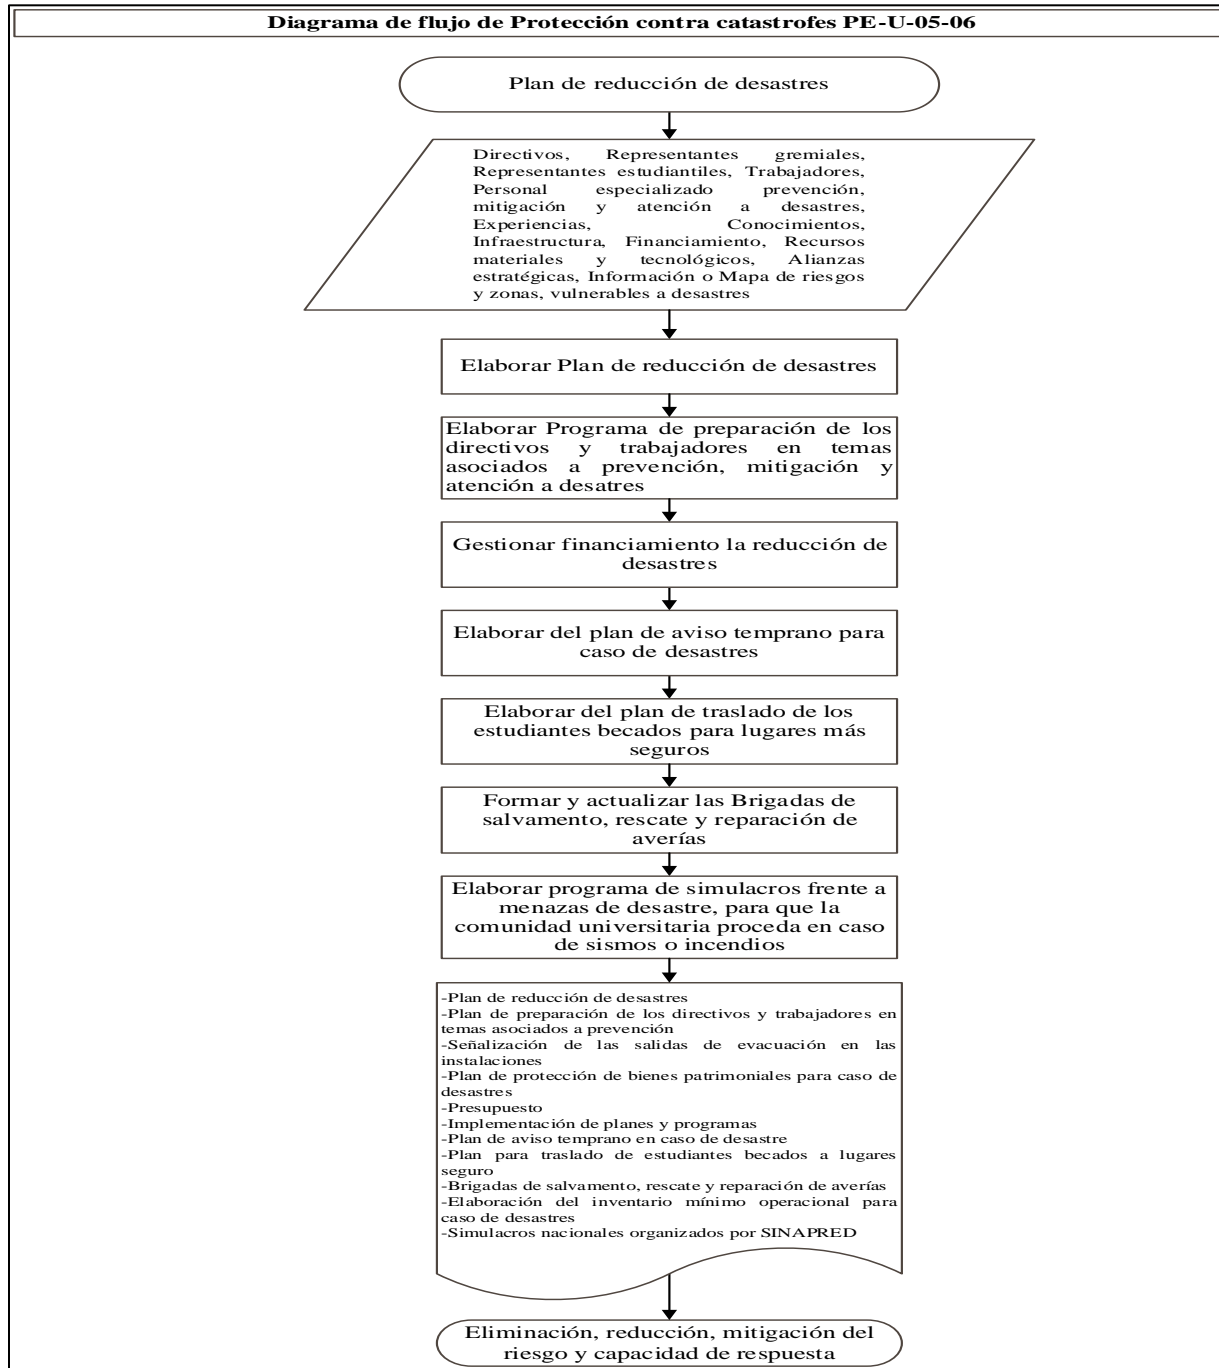 Diagrama de flujo de Protección contra catastrofes PE-U-05-06
Plan de reducción de desastres
Directivos, Representantes gremiales,
Representantes estudiantiles, Trabajadores,
Personal especializado prevención,
mitigación y atención a desastres,
Experiencias, Conocimientos,
Infraestructura, Financiamiento, Recursos
materiales y tecnológicos, Alianzas
estratégicas, Información o Mapa de riesgos
y zonas, vulnerables a desastres
Elaborar Plan de reducción de desastres
Elaborar Programa de preparación de los
directivos y trabajadores en temas
asociados a prevención, mitigación y
atención a desatres
Gestionar financiamiento la reducción de
desastres
Elaborar del plan de aviso temprano para
caso de desastres
Elaborar del plan de traslado de los
estudiantes becados para lugares más
seguros
Formar y actualizar las Brigadas de
salvamento, rescate y reparación de
averías
Elaborar programa de simulacros frente a
menazas de desastre, para que la
comunidad universitaria proceda en caso
de sismos o incendios
-Plan de reducción de desastres
-Plan de preparación de los directivos y trabajadores en
temas asociados a prevención
-Señalización de las salidas de evacuación en las
instalaciones
-Plan de protección de bienes patrimoniales para caso de
desastres
-Presupuesto
-Implementación de planes y programas
-Plan de aviso temprano en caso de desastre
-Plan para traslado de estudiantes becados a lugares
seguro
-Brigadas de salvamento, rescate y reparación de averías
-Elaboración del inventario mínimo operacional para
caso de desastres
-Simulacros nacionales organizados por SINAPRED
Eliminación, reducción, mitigación del
riesgo y capacidad de respuesta